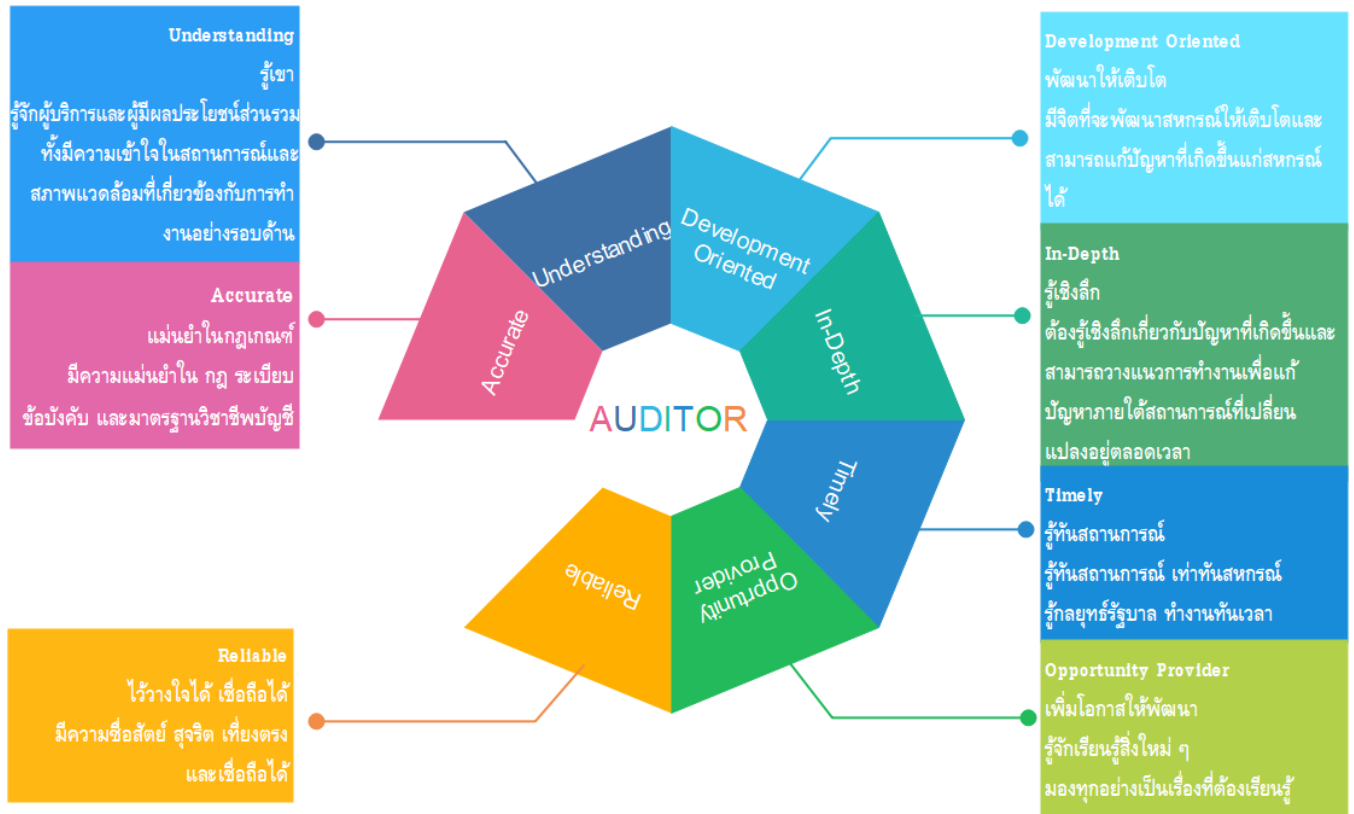 Understanding
รู้เขา
รู้จักผู้บริการและผู้มีผลประโยชน์ส่วนรวม
ทั้งมีความเข้าใจในสถานการณ์และ
สภาพแวดล้อมที่เกี่ยวข้องกับการทำ
งานอย่างรอบด้าน
Accurate
แม่นยำในกฎเกณฑ์
มีความแม่นยำใน กฎ ระเบียบ
ข้อบังคับ และมาตรฐานวิชาชีพบัญชี
Reliable
ไว้วางใจได้ เชื่อถือได้
มีความซื่อสัตย์ สุจริต เที่ยงตรง
และเชื่อถือได้
Accurate
Understanding
Development
Oriented
In-Depth
Timely
Opprtunity
Provider
Reliable
AUDITOR
Development Oriented
พัฒนาให้เติบโต
มีจิตที่จะพัฒนาสหกรณ์ให้เติบโตและ
สามารถแก้ปัญหาที่เกิดขึ้นแก่สหกรณ์
ได้
In-Depth
รู้เชิงลึก
ต้องรู้เชิงลึกเกี่ยวกับปัญหาที่เกิดขึ้นและ
สามารถวางแนวการทำงานเพื่อแก้
ปัญหาภายใต้สถานการณ์ที่เปลี่ยน
แปลงอยู่ตลอดเวลา
Timely
รู้ทันสถานการณ์
รู้ทันสถานการณ์ เท่าทันสหกรณ์
รู้กลยุทธ์รัฐบาล ทำงานทันเวลา
Opportunity Provider
เพิ่มโอกาสให้พัฒนา
รู้จักเรียนรู้สิ่งใหม่ ๆ
มองทุกอย่างเป็นเรื่องที่ต้องเรียนรู้